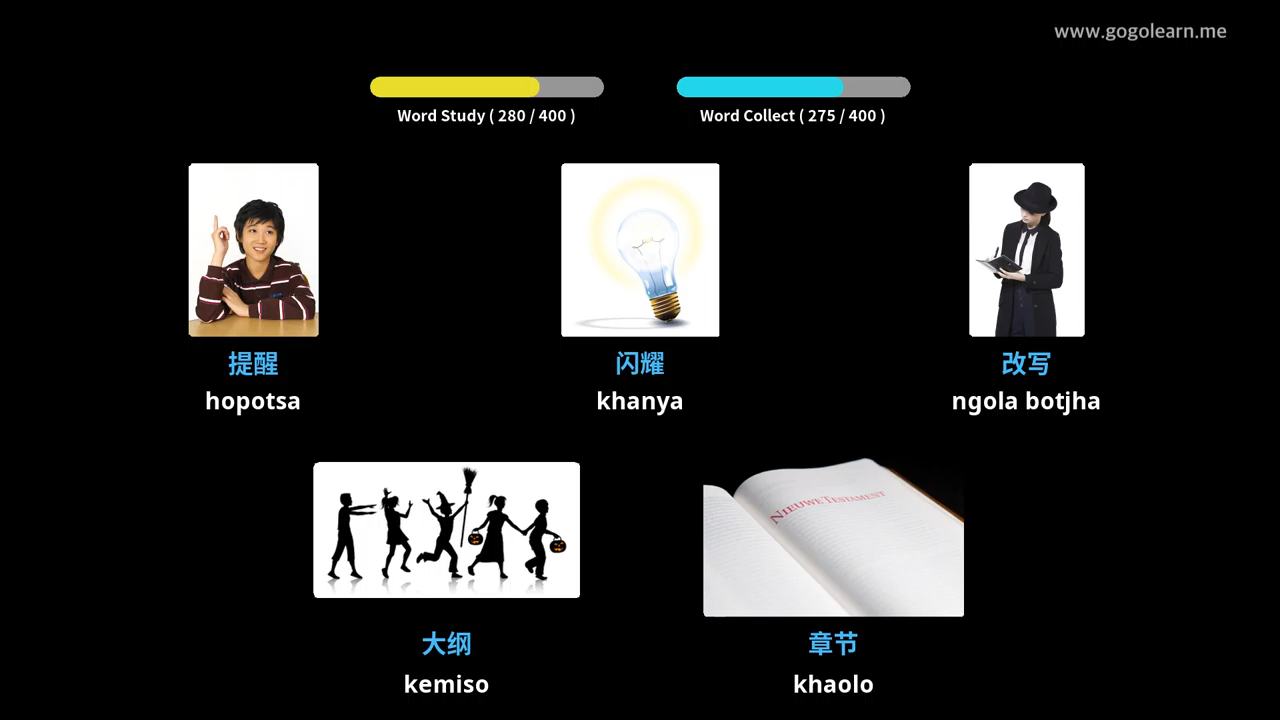 www.gogolearn.me
Word Study ( 280 / 400 )
Word Collect ( 275 / 400 )
提醒
hopotsa
闪耀
khanya
改写
ngola botjha
NIEUWE TESTAMENT
大纲
kemiso
章节
khaolo